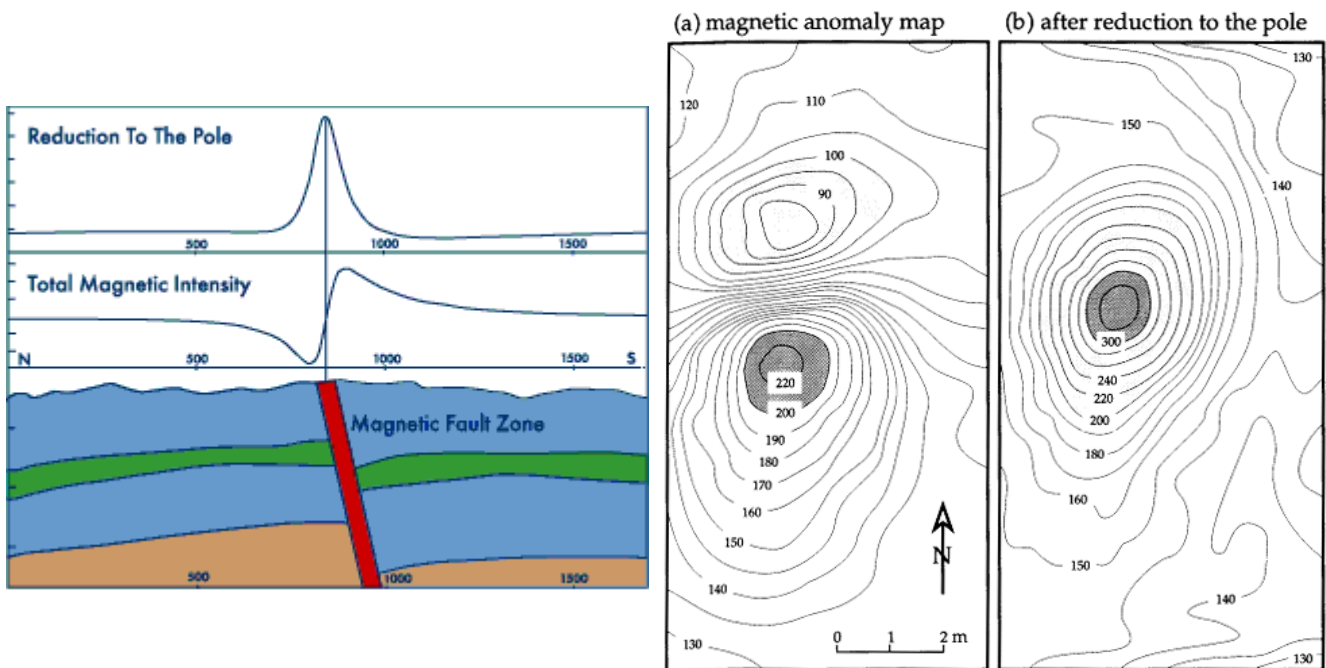 Reduction To The Pole
500 1000 1500
Total Magnetic Intensity
N 500 1000 1500 S
Magnetic Fault Zone
500 1000 1500
(a) magnetic anomaly map
120
110
100
90
220
200
190
180
170
160
150
140
130
N
0 1 2 m
(b) after reduction to the pole
130
150
140
300
240
220
200
180
160
150
140
130